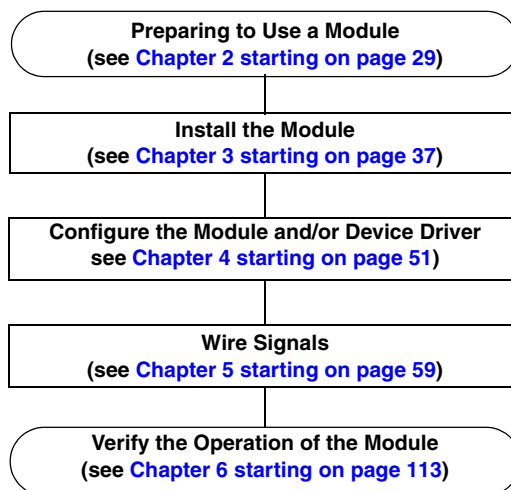 Preparing to Use a Module
(see Chapter 2 starting on page 29)
Install the Module
(see Chapter 3 starting on page 37)
Configure the Module and/or Device Driver
see Chapter 4 starting on page 51)
Wire Signals
(see Chapter 5 starting on page 59)
Verify the Operation of the Module
(see Chapter 6 starting on page 113)